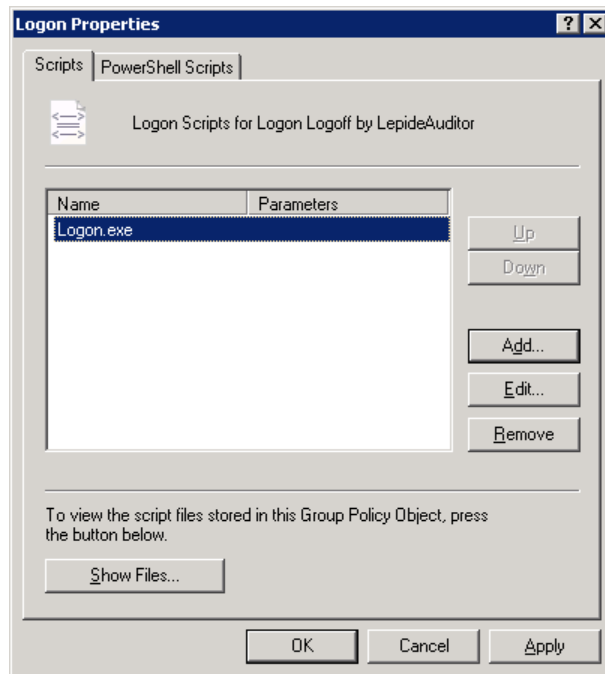 Logon Properties
Scripts
PowerShell Scripts
Logon Scripts for Logon Logoff by LepideAuditor
Name Parameters
Logon.exe
Up
Down
Add...
Edit...
Remove
To view the script files stored in this Group Policy Object, press
the button below.
Show Files...
OK
Cancel
Apply